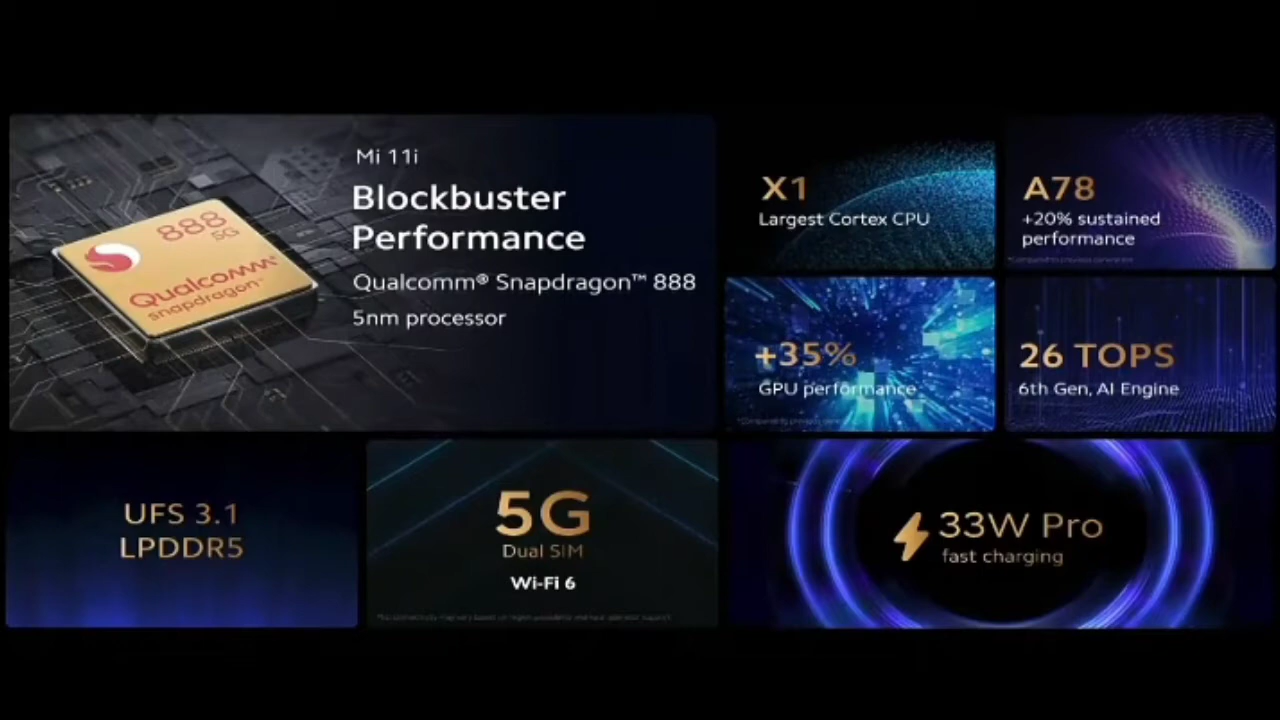 Mi 11i
Blockbuster
Performance
Qualcomm® Snapdragon™ 888
5nm processor
888
5G
Qualcomm
snapdragon
X1
Largest Cortex CPU
A78
+20% sustained
performance
+35%
GPU performance
26 TOPS
6th Gen, AI Engine
UFS 3.1
LPDDR5
5G
Dual SIM
Wi-Fi 6
33W Pro
fast charging